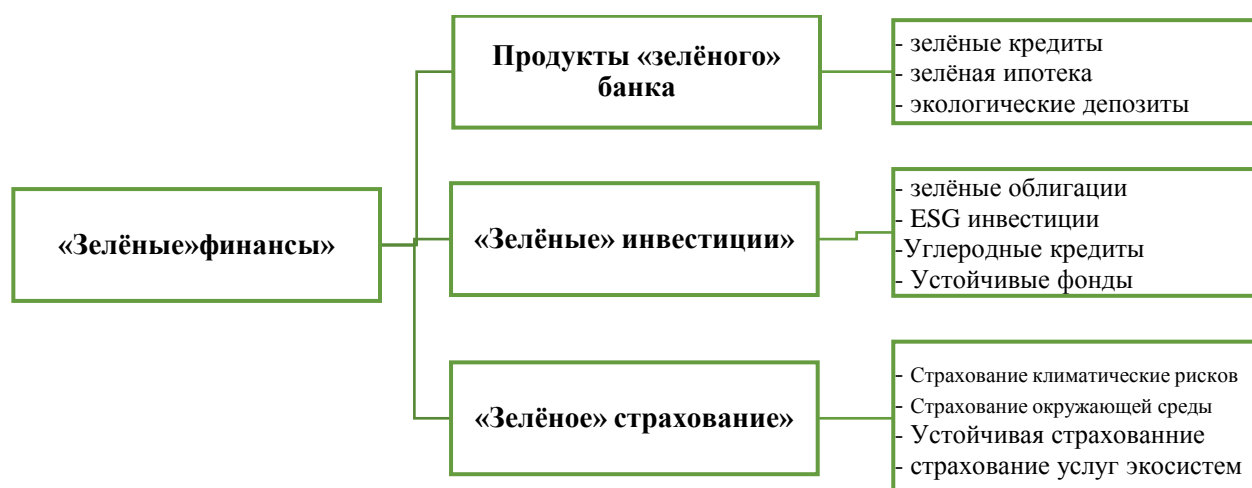 Продукты «зелёного»
банка
- зелёные кредиты
- зелёная ипотека
- экологические депозиты
«Зелёные»финансы»
«Зелёные» инвестиции»
- зелёные облигации
- ESG инвестиции
-Углеродные кредиты
- Устойчивые фонды
«Зелёное» страхование»
- Страхование климатические рисков
- Страхование окружающей среды
- Устойчивая страхованние
- страхование услуг экосистем